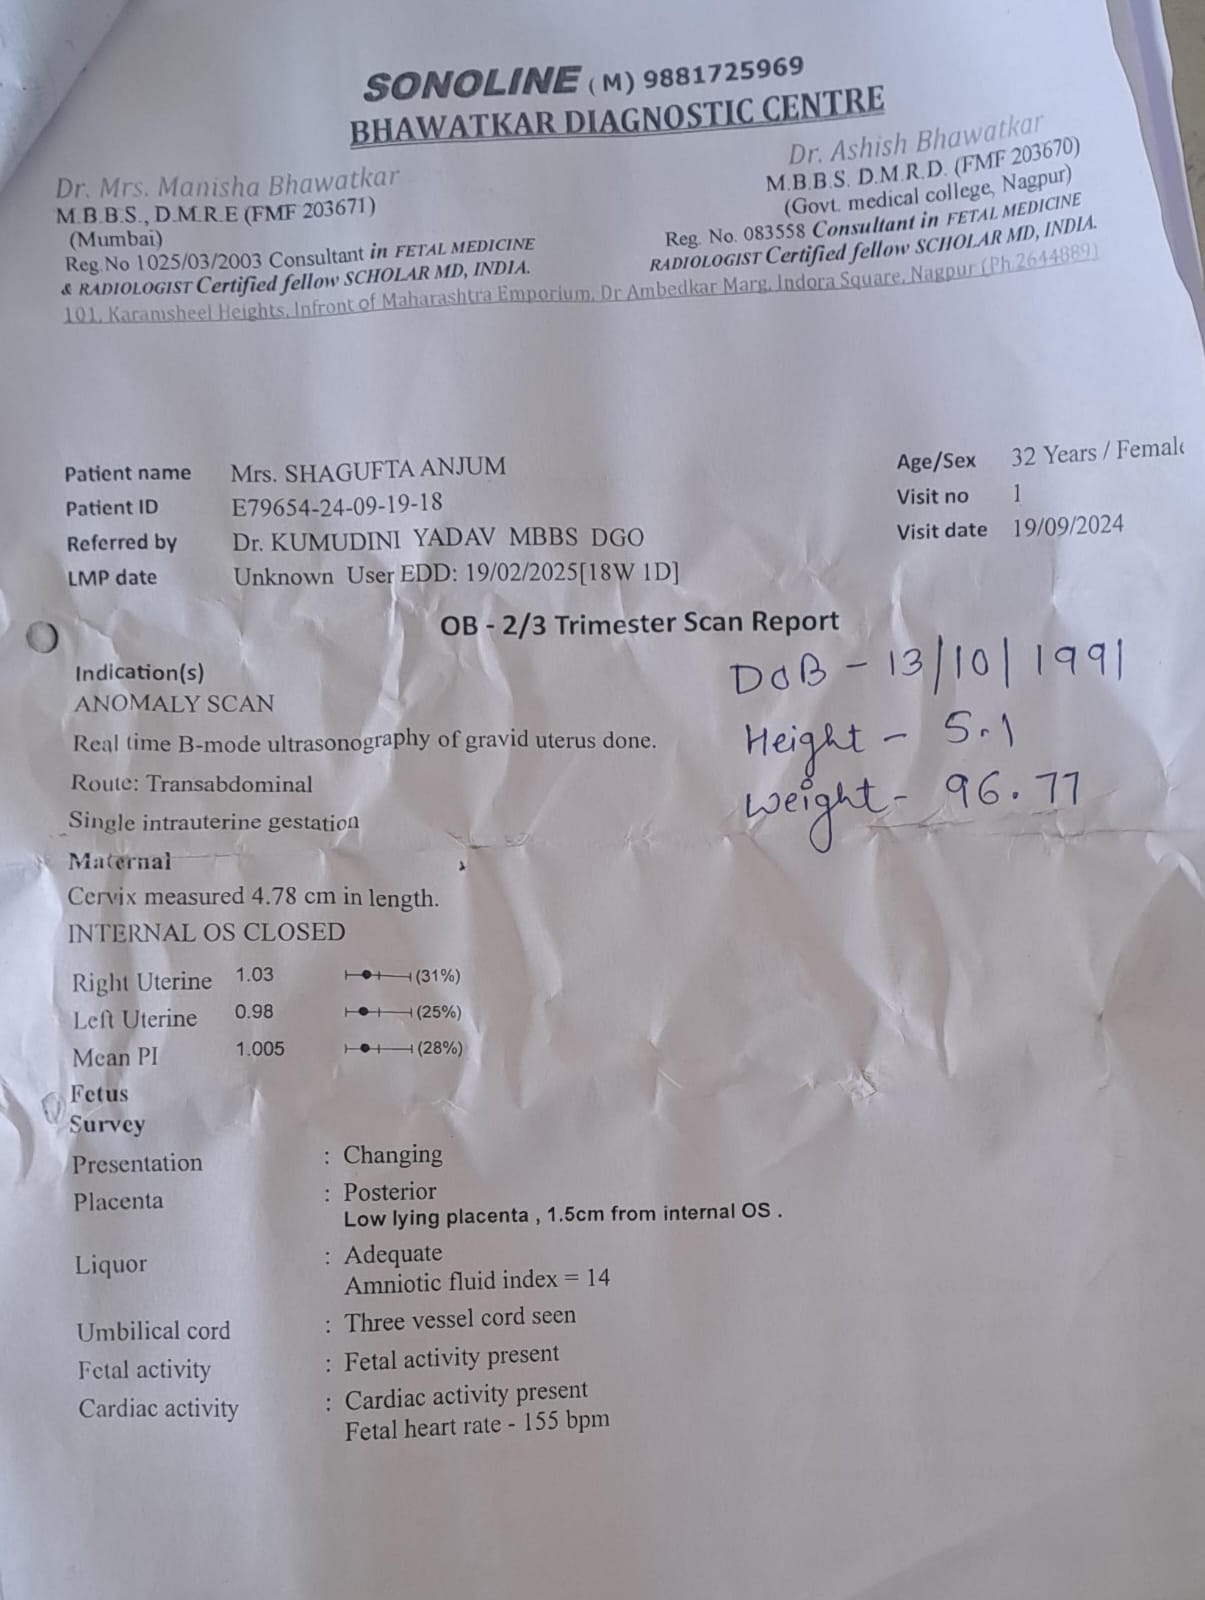 SONOLINE (M) 9881725969
BHAWATKAR DIAGNOSTIC CENTRE
Dr. Mrs. Manisha Bhawatkar
M.B.B.S., D.M.R.E (FMF 203671)
(Mumbai)
Reg.No 1025/03/2003 Consultant in FETAL MEDICINE
& RADIOLOGIST Certified fellow SCHOLAR MD, INDIA.
Dr. Ashish Bhawatkar
M.B.B.S. D.M.R.D. (FMF 203670)
(Govt. medical college, Nagpur)
Reg. No. 083558 Consultant in FETAL MEDICINE
RADIOLOGIST Certified fellow SCHOLAR MD, INDIA.
101, Karamsheel Heights, Infront of Maharashtra Emporium, Dr Ambedkar Marg, Indora Square, Nagpur (Ph.2644889)
Patient name Mrs. SHAGUFTA ANJUM Age/Sex 32 Years / Female
Patient ID E79654-24-09-19-18 Visit no 1
Referred by Dr. KUMUDINI YADAV MBBS DGO Visit date 19/09/2024
LMP date Unknown User EDD: 19/02/2025[18W 1D]
OB - 2/3 Trimester Scan Report
Indication(s) DOB - 13/10/1991
ANOMALY SCAN
Real time B-mode ultrasonography of gravid uterus done. Height - 5.1
Route: Transabdominal weight - 96.77
Single intrauterine gestation
Maternal
Cervix measured 4.78 cm in length.
INTERNAL OS CLOSED
Right Uterine 1.03 (31%)
Left Uterine 0.98 (25%)
Mean PI 1.005 (28%)
Fetus
Survey
Presentation : Changing
Placenta : Posterior
Low lying placenta , 1.5cm from internal OS .
Liquor : Adequate
Amniotic fluid index = 14
Umbilical cord : Three vessel cord seen
Fetal activity : Fetal activity present
Cardiac activity : Cardiac activity present
Fetal heart rate - 155 bpm